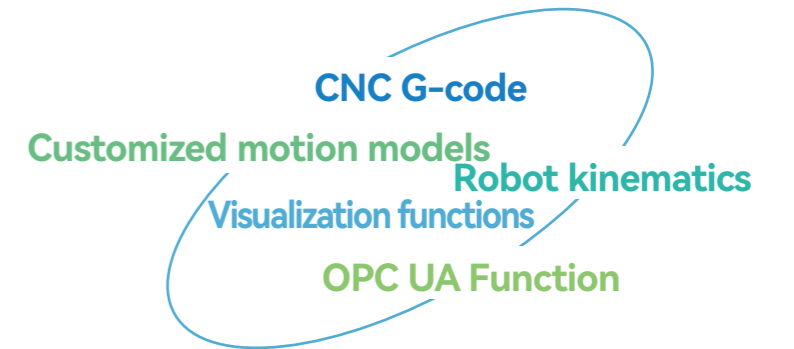 CNC G-code
Customized motion models
Robot kinematics
Visualization functions
OPC UA Function